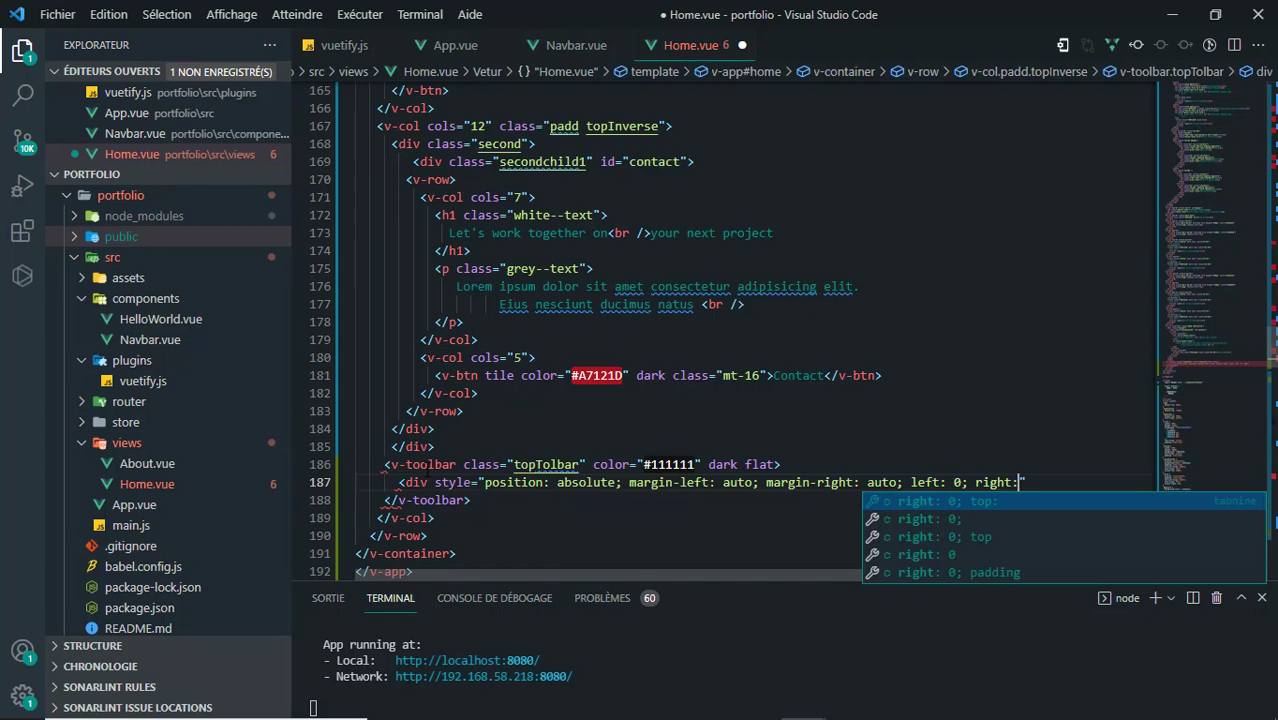 Fichier Edition Sélection Affichage Atteindre Exécuter Terminal Aide
● Home.vue - portfolio - Visual Studio Code
EXPLORATEUR
vuetify.js App.vue Navbar.vue Home.vue 6
ÉDITEURS OUVERTS 1 NON ENREGISTRÉ(S)
src > views > Home.vue > Vetur > {} "Home.vue" > template > v-app#home > v-container > v-row > v-col.padd.topInverse > v-toolbar.topTolbar > div
vuetify.js portfolio\src\plugins
App.vue portfolio\src
Navbar.vue portfolio\src\compone...
Home.vue portfolio\src\views 6
PORTFOLIO
portfolio
node_modules
public
src
assets
components
HelloWorld.vue
Navbar.vue
plugins
vuetify.js
router
store
views
About.vue
Home.vue 6
App.vue
main.js
.gitignore
babel.config.js
package-lock.json
package.json
README.md
STRUCTURE
CHRONOLOGIE
SONARLINT RULES
SONARLINT ISSUE LOCATIONS
1
10K
1
1
165 </v-btn>
166 </v-col>
167 <v-col cols="12" class="padd topInverse">
168 <div class="second">
169 <div class="secondchild1" id="contact">
170 <v-row>
171 <v-col cols="7">
172 <h1 class="white--text">
173 Let's work together on<br />your next project
174 </h1>
175 <p class="grey--text">
176 Lorem ipsum dolor sit amet consectetur adipisicing elit.
177 Eius nesciunt ducimus natus <br />
178 </p>
179 </v-col>
180 <v-col cols="5">
181 <v-btn tile color="#A7121D" dark class="mt-16">Contact</v-btn>
182 </v-col>
183 </v-row>
184 </div>
185 </div>
186 <v-toolbar class="topTolbar" color="#111111" dark flat>
187 <div style="position: absolute; margin-left: auto; margin-right: auto; left: 0; right:"
188 </v-toolbar>
189 </v-col>
190 </v-row>
191 </v-container>
192 </v-app>
right: 0; top: tabnine
right: 0;
right: 0; top
right: 0
right: 0; padding
SORTIE TERMINAL CONSOLE DE DÉBOGAGE PROBLÈMES 60
node
App running at:
- Local: http://localhost:8080/
- Network: http://192.168.58.218:8080/